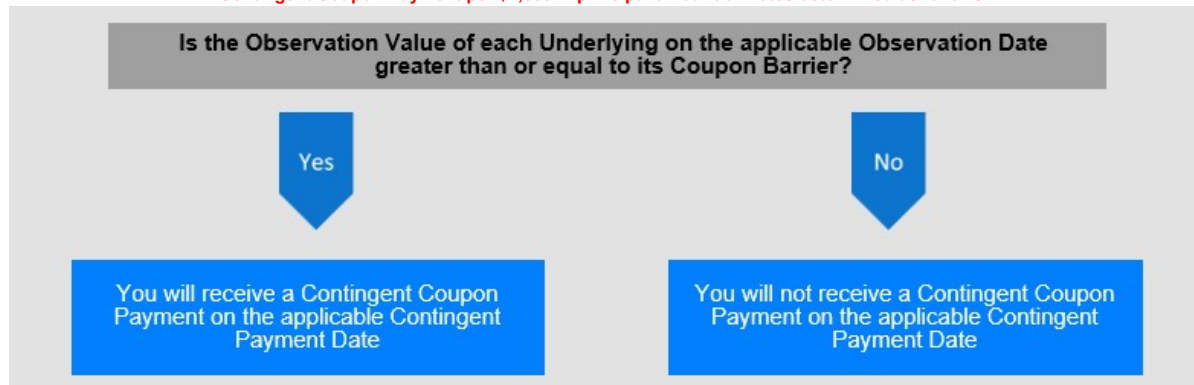 Is the Observation Value of each Underlying on the applicable Observation Date
greater than or equal to its Coupon Barrier?
Yes
No
You will receive a Contingent Coupon
Payment on the applicable Contingent
Payment Date
You will not receive a Contingent Coupon
Payment on the applicable Contingent
Payment Date